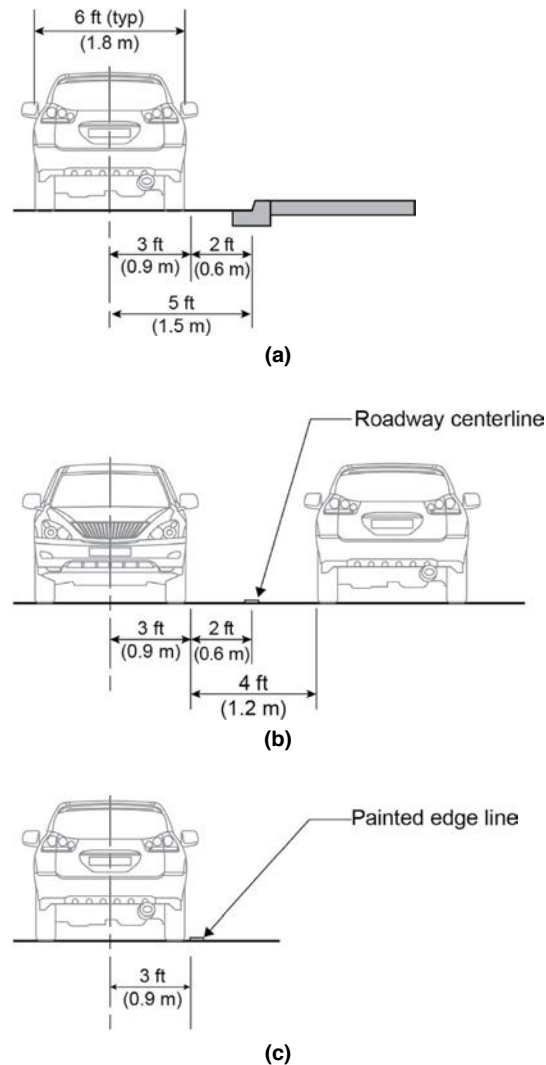 6 ft (typ)
(1.8 m)
3 ft
(0.9 m)
2 ft
(0.6 m)
5 ft
(1.5 m)
(a)
Roadway centerline
3 ft
(0.9 m)
2 ft
(0.6 m)
4 ft
(1.2 m)
(b)
Painted edge line
3 ft
(0.9 m)
(c)